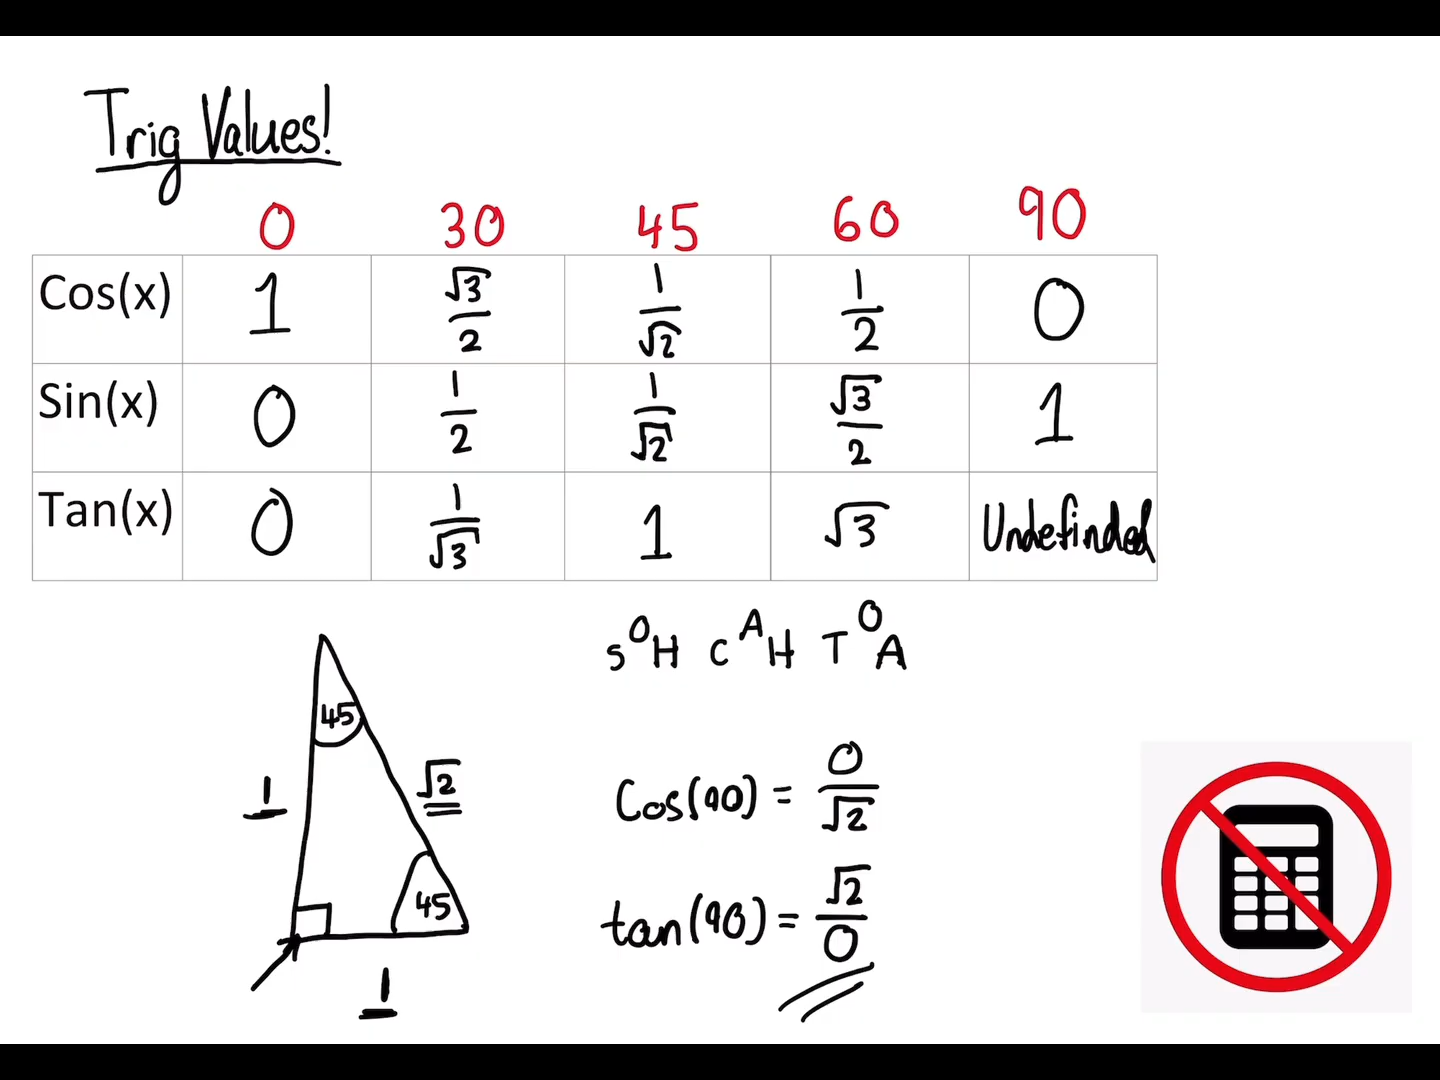 Trig Values!
0 30 45 60 90
Cos(x) 1 √3/2 1/√2 1/2 0
Sin(x) 0 1/2 1/√2 √3/2 1
Tan(x) 0 1/√3 1 √3 Undefinded
SOH CAH TOA
45
1 √2
45
1
Cos(90) = 0/√2
tan(90) = √2/0